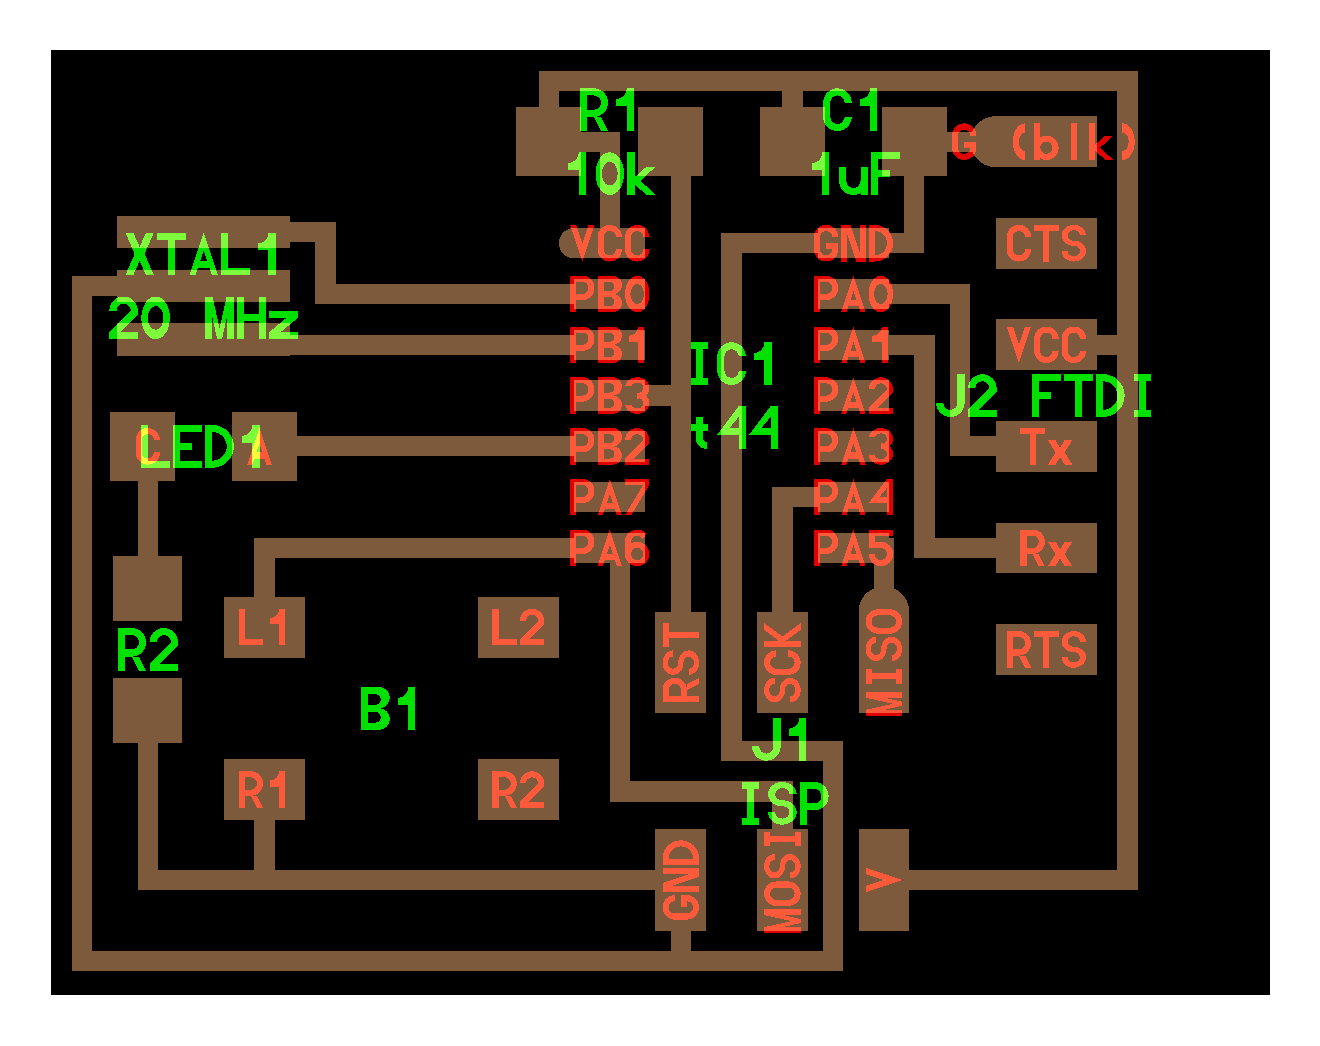 R1
10k
C1
1uF
G (blk)
XTAL1
20 MHz
VCC
GND
CTS
PB0
PA0
PB1
PA1
VCC
IC1
t44
PB3
PA2
J2 FTDI
C
LED1
A
PB2
PA3
Tx
PA7
PA4
PA6
PA5
Rx
L1
L2
R2
RST
SCK
MISO
RTS
B1
J1
ISP
R1
R2
GND
MOSI
V